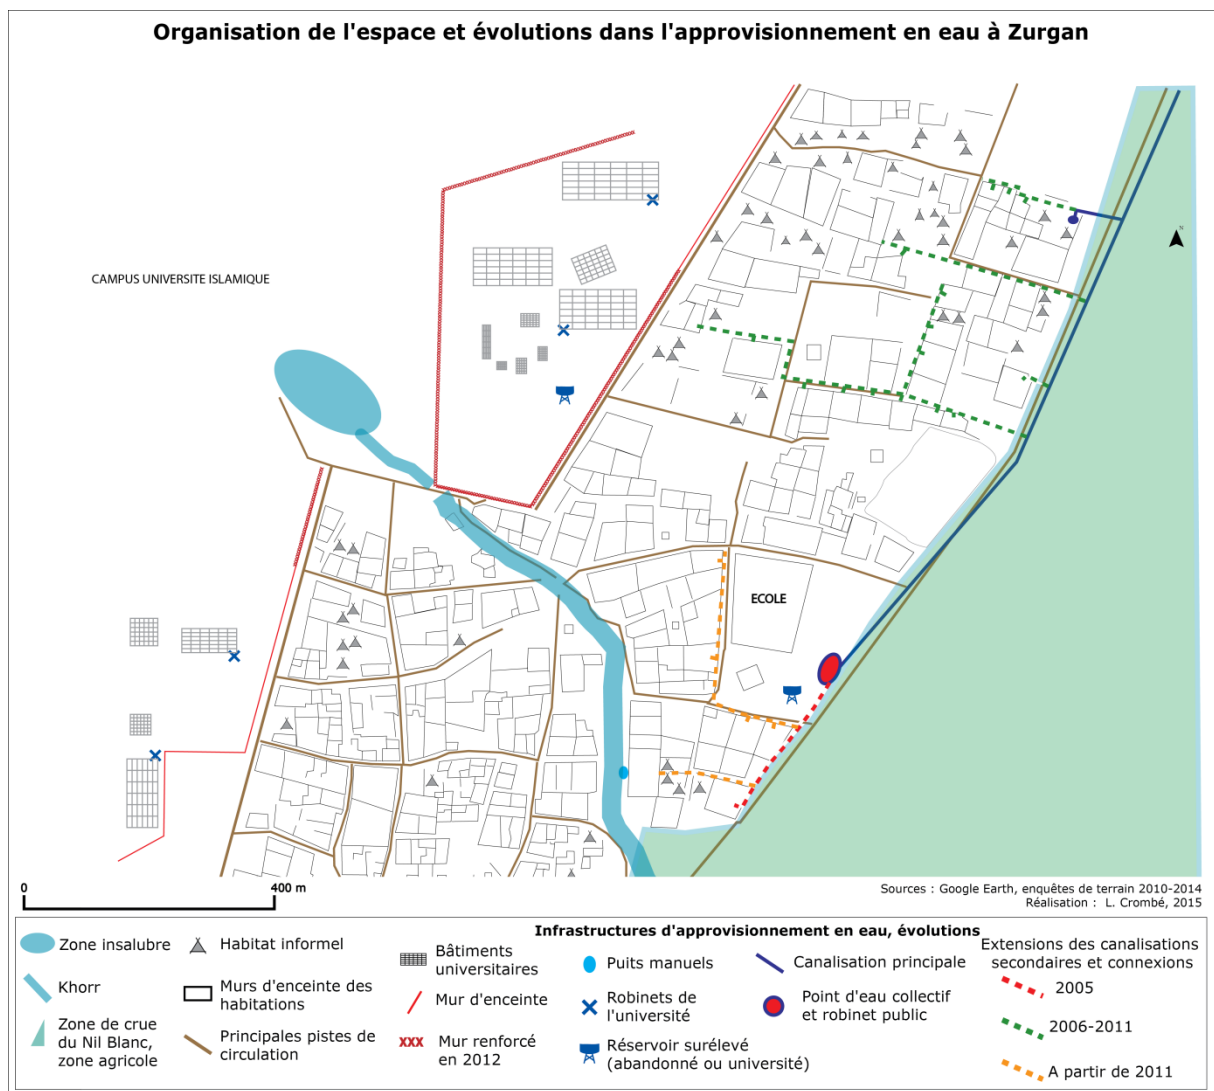 Organisation de l'espace et évolutions dans l'approvisionnement en eau à Zurgan
N
CAMPUS UNIVERSITE ISLAMIQUE
ECOLE
0
400 m
Sources : Google Earth, enquêtes de terrain 2010-2014
Réalisation : L. Crombé, 2015
Zone insalubre
Khorr
Zone de crue
du Nil Blanc,
zone agricole
Habitat informel
Murs d'enceinte des
habitations
Principales pistes de
circulation
Bâtiments
universitaires
Mur d'enceinte
xxx Mur renforcé
en 2012
Infrastructures d'approvisionnement en eau, évolutions
Puits manuels
Robinets de
l'université
Réservoir surélevé
(abandonné ou université)
Canalisation principale
Point d'eau collectif
et robinet public
Extensions des canalisations
secondaires et connexions
2005
2006-2011
A partir de 2011